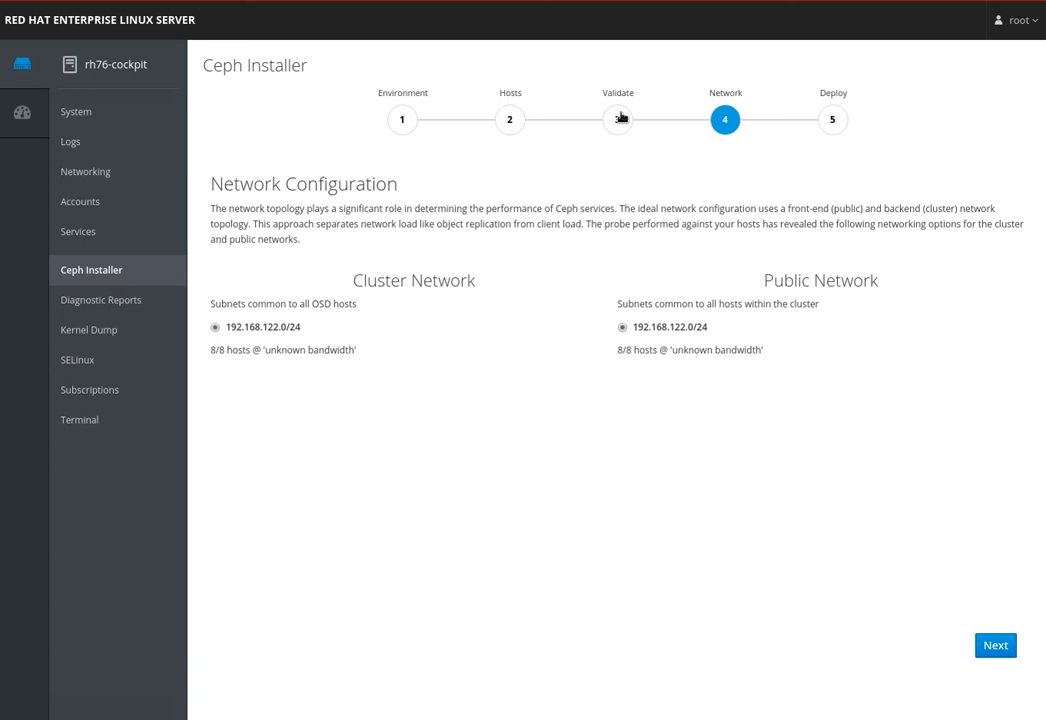 RED HAT ENTERPRISE LINUX SERVER
root
rh76-cockpit
System
Logs
Networking
Accounts
Services
Ceph Installer
Diagnostic Reports
Kernel Dump
SELinux
Subscriptions
Terminal
Ceph Installer
Environment Hosts Validate Network Deploy
1 2 4 5
Network Configuration
The network topology plays a significant role in determining the performance of Ceph services. The ideal network configuration uses a front-end (public) and backend (cluster) network
topology. This approach separates network load like object replication from client load. The probe performed against your hosts has revealed the following networking options for the cluster
and public networks.
Cluster Network
Subnets common to all OSD hosts
192.168.122.0/24
8/8 hosts @ 'unknown bandwidth'
Public Network
Subnets common to all hosts within the cluster
192.168.122.0/24
8/8 hosts @ 'unknown bandwidth'
Next